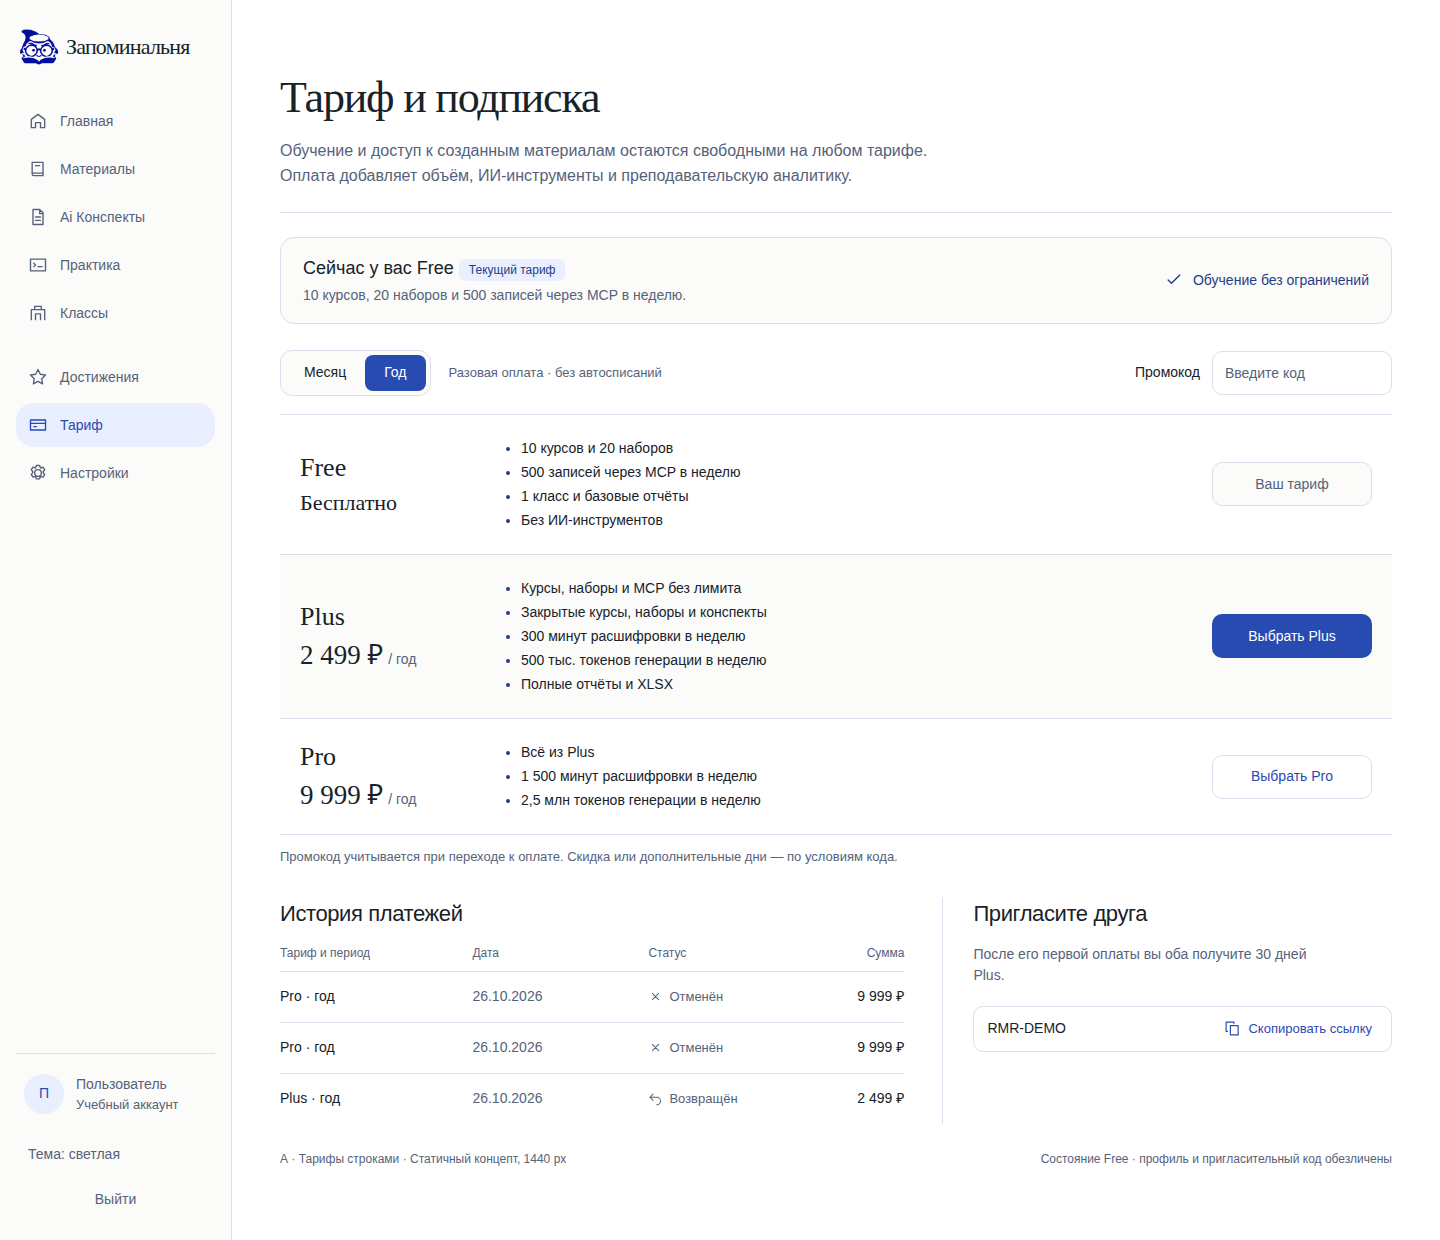 Запоминальня
Главная
Материалы
Ai Конспекты
Практика
Классы
Достижения
Тариф
Настройки
П
Пользователь
Учебный аккаунт
Тема: светлая
Выйти
Тариф и подписка
Обучение и доступ к созданным материалам остаются свободными на любом тарифе.
Оплата добавляет объём, ИИ-инструменты и преподавательскую аналитику.
Сейчас у вас Free Текущий тариф
10 курсов, 20 наборов и 500 записей через MCP в неделю.
Обучение без ограничений
Месяц Год Разовая оплата · без автосписаний Промокод Введите код
Free
Бесплатно
• 10 курсов и 20 наборов
• 500 записей через MCP в неделю
• 1 класс и базовые отчёты
• Без ИИ-инструментов
Ваш тариф
Plus
2 499 ₽ / год
• Курсы, наборы и MCP без лимита
• Закрытые курсы, наборы и конспекты
• 300 минут расшифровки в неделю
• 500 тыс. токенов генерации в неделю
• Полные отчёты и XLSX
Выбрать Plus
Pro
9 999 ₽ / год
• Всё из Plus
• 1 500 минут расшифровки в неделю
• 2,5 млн токенов генерации в неделю
Выбрать Pro
Промокод учитывается при переходе к оплате. Скидка или дополнительные дни — по условиям кода.
История платежей
Тариф и период Дата Статус Сумма
Pro · год 26.10.2026 Отменён 9 999 ₽
Pro · год 26.10.2026 Отменён 9 999 ₽
Plus · год 26.10.2026 Возвращён 2 499 ₽
Пригласите друга
После его первой оплаты вы оба получите 30 дней
Plus.
RMR-DEMO Скопировать ссылку
А · Тарифы строками · Статичный концепт, 1440 px
Состояние Free · профиль и пригласительный код обезличены